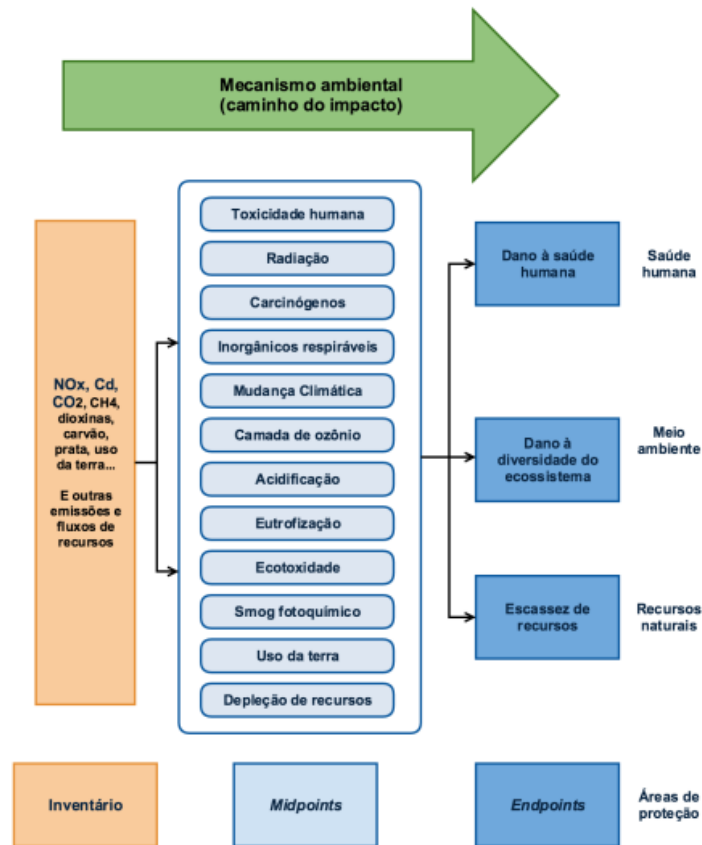 Mecanismo ambiental
(caminho do impacto)
NOx, Cd,
CO2, CH4,
dioxinas,
carvão,
prata, uso
da terra...
E outras
emissões e
fluxos de
recursos
Toxicidade humana
Radiação
Carcinógenos
Inorgânicos respiráveis
Mudança Climática
Camada de ozônio
Acidificação
Eutrofização
Ecotoxidade
Smog fotoquímico
Uso da terra
Depleção de recursos
Dano à saúde
humana
Saúde
humana
Dano à
diversidade do
ecossistema
Meio
ambiente
Escassez de
recursos
Recursos
naturais
Inventário
Midpoints
Endpoints
Áreas de
proteção